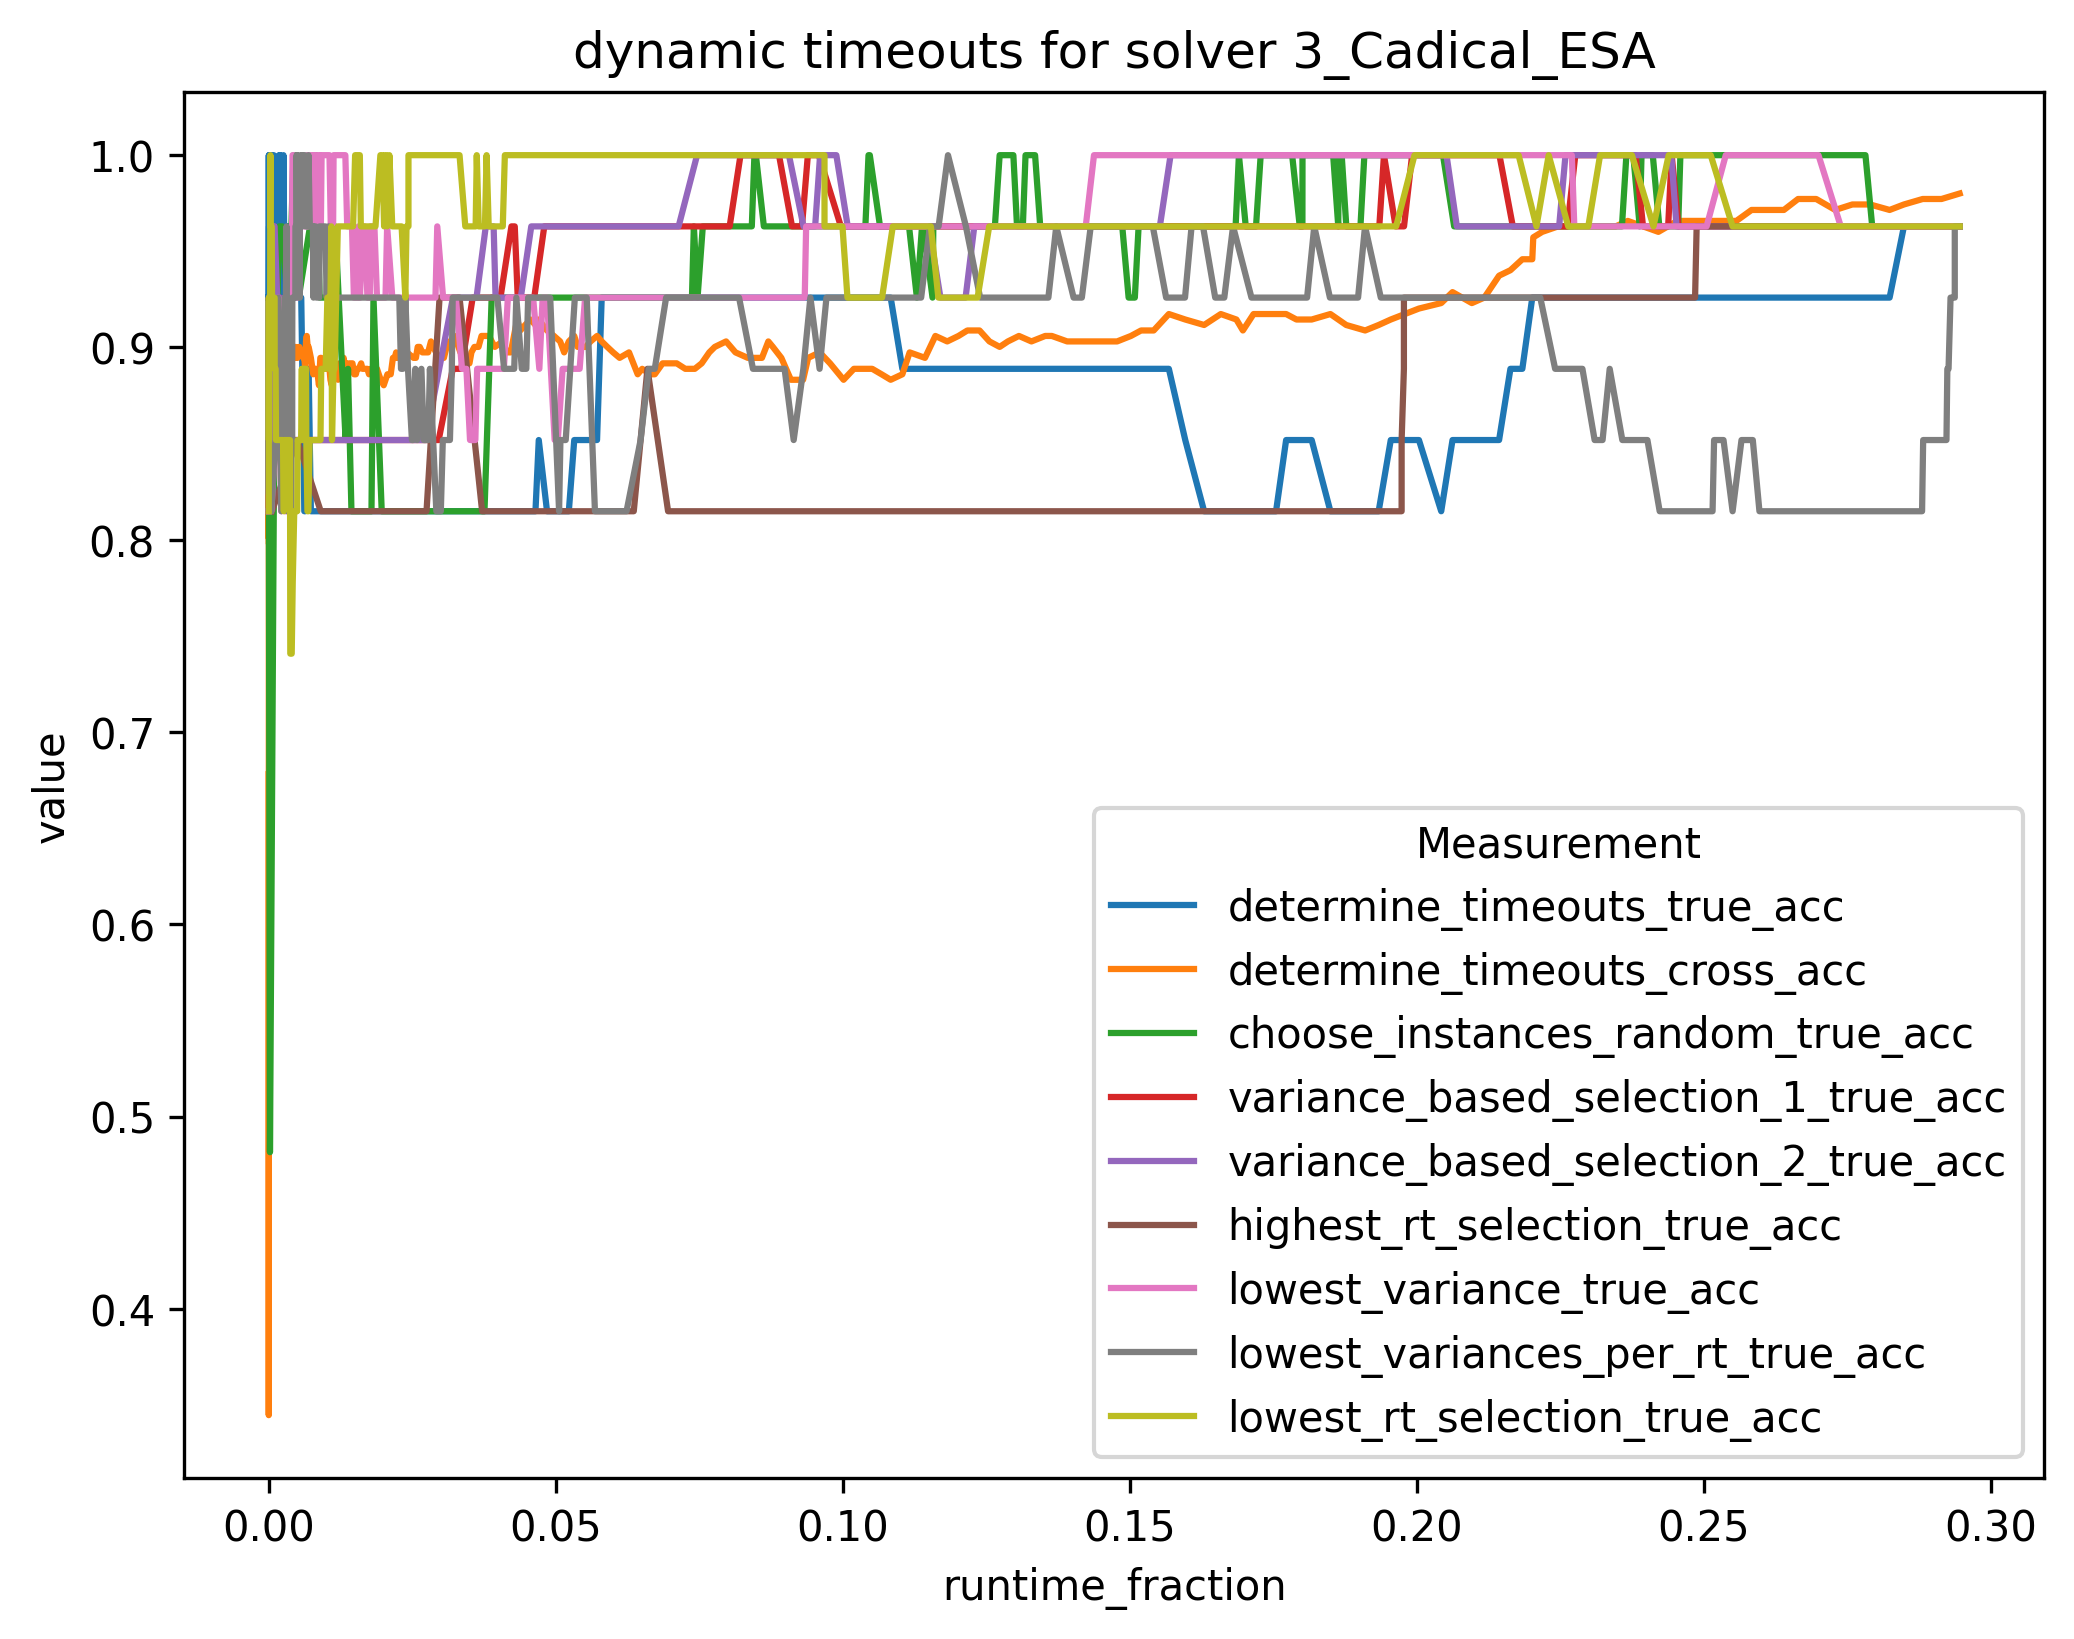 dynamic timeouts for solver 3_Cadical_ESA
1.0
0.9
0.8
0.7
0.6
0.5
0.4
value
Measurement
determine_timeouts_true_acc
determine_timeouts_cross_acc
choose_instances_random_true_acc
variance_based_selection_1_true_acc
variance_based_selection_2_true_acc
highest_rt_selection_true_acc
lowest_variance_true_acc
lowest_variances_per_rt_true_acc
lowest_rt_selection_true_acc
0.00 0.05 0.10 0.15 0.20 0.25 0.30
runtime_fraction